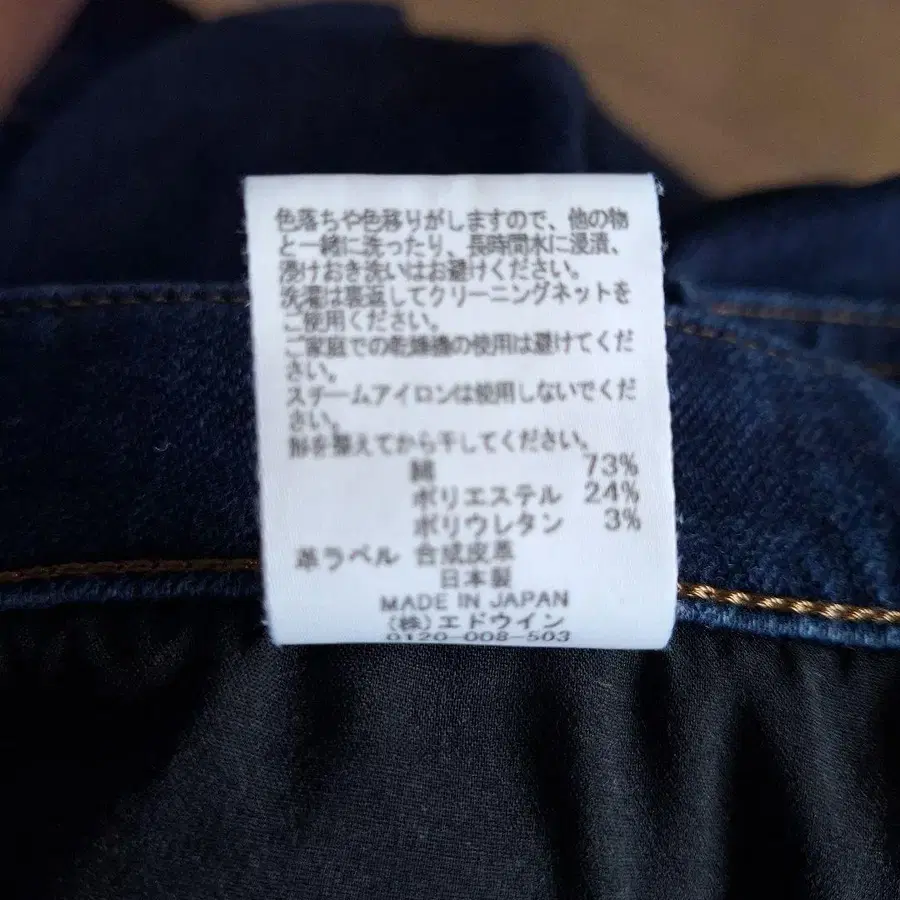 色落ちや色移りがしますので、他の物
と一緒に洗ったり、長時間水に浸漬、
浸けおき洗いはお避けください。
洗濯は裏返してクリーニングネットを
ご使用ください。
ご家庭での乾燥機の使用は避けてくだ
さい。
スチームアイロンは使用しないでくだ
さい。
形を整えてから干してください。
綿 73%
ポリエステル 24%
ポリウレタン 3%
革ラベル 合成皮革
日本製
MADE IN JAPAN
(株)エドウイン
0120-008-503